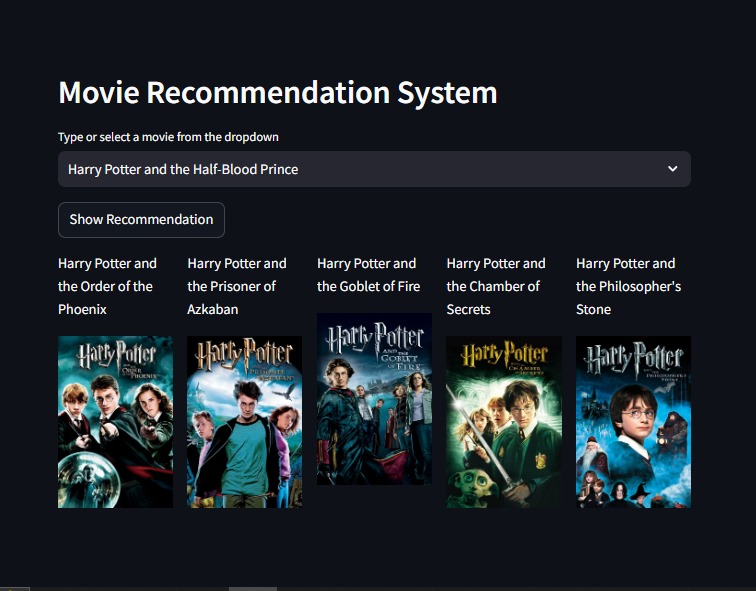 Movie Recommendation System
Type or select a movie from the dropdown
Harry Potter and the Half-Blood Prince
Show Recommendation
Harry Potter and
the Order of the
Phoenix
Harry Potter and
the Prisoner of
Azkaban
Harry Potter and
the Goblet of Fire
Harry Potter and
the Chamber of
Secrets
Harry Potter and
the Philosopher's
Stone
Harry Potter
AND THE
ORDER OF THE
PHOENIX
Harry Potter
AND THE
PRISONER
OF AZKABAN
Harry Potter
AND THE
GOBLET
OF FIRE
Harry Potter
AND THE
CHAMBER OF
SECRETS
Harry Potter
AND THE
PHILOSOPHER'S
STONE